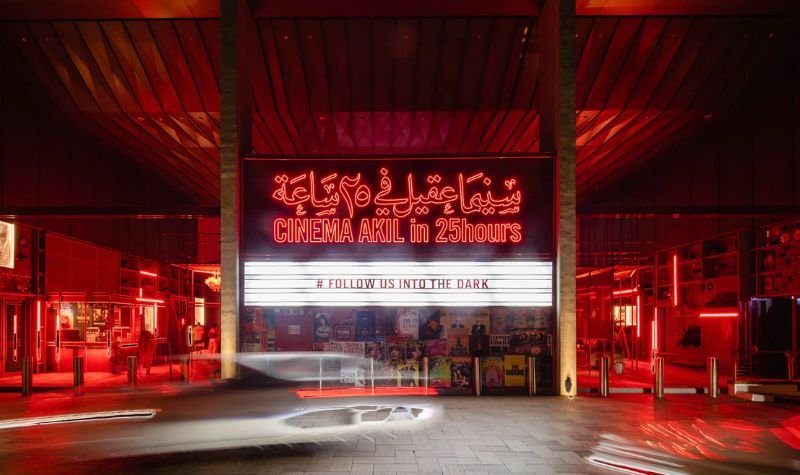 سينما عقيل في ٢٥ ساعة
CINEMA AKIL in 25hours
# FOLLOW US INTO THE DARK